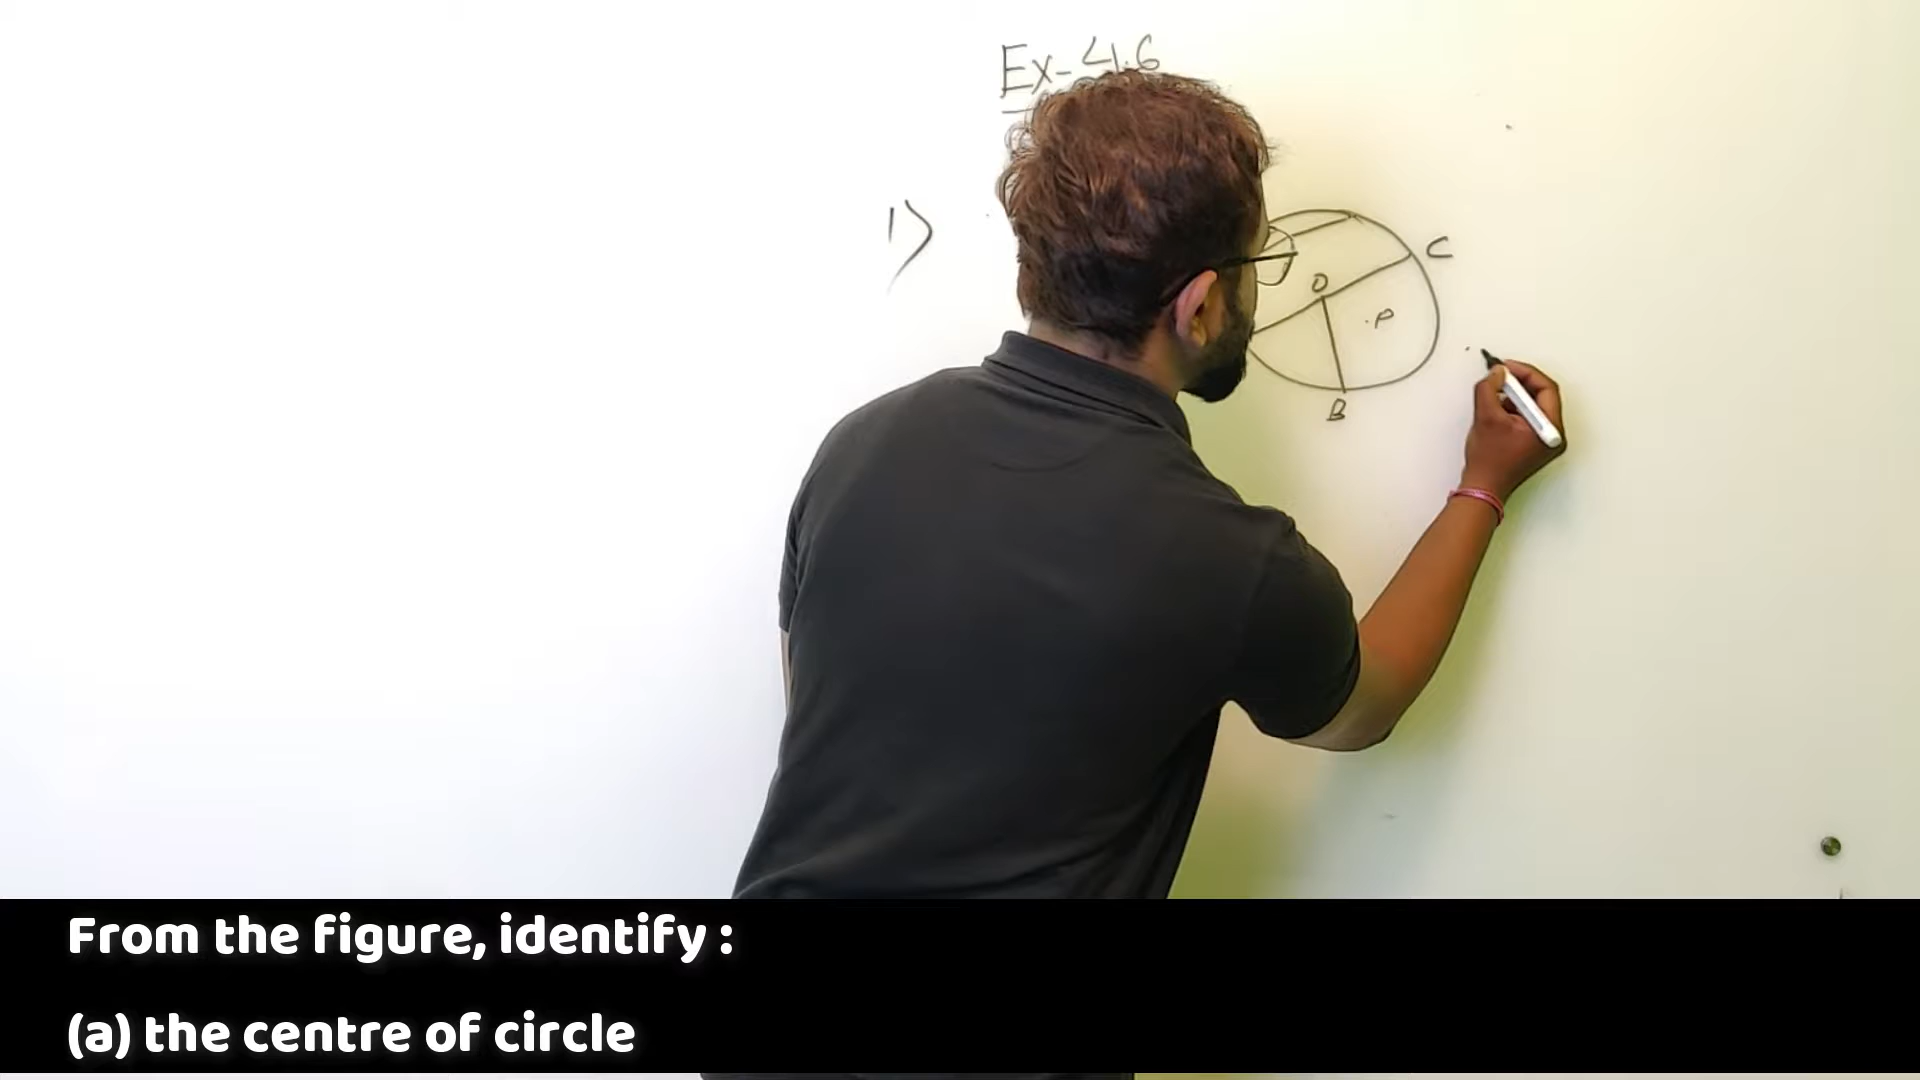 Ex-4.6
1)
C
O
.P
B
From the figure, identify :
(a) the centre of circle